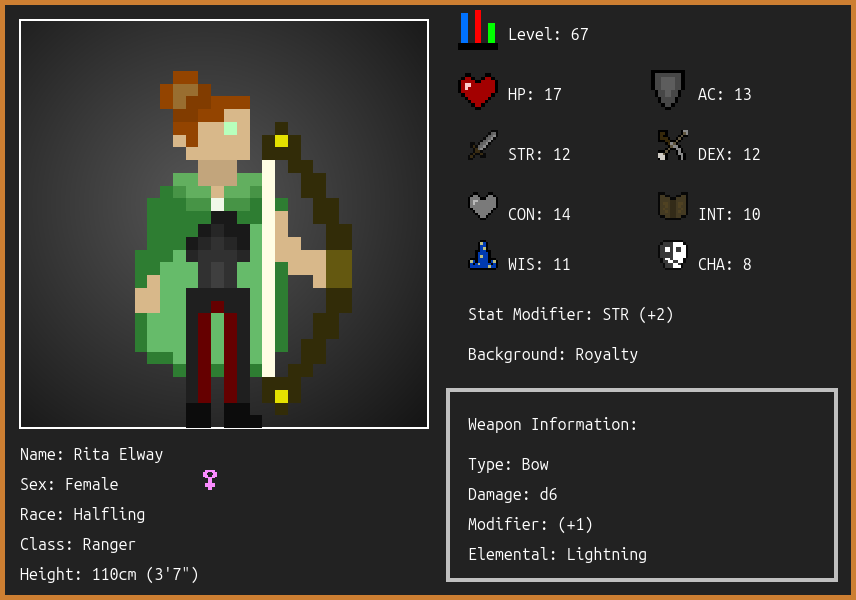 Level: 67
HP: 17
AC: 13
STR: 12
DEX: 12
CON: 14
INT: 10
WIS: 11
CHA: 8
Stat Modifier: STR (+2)
Background: Royalty
Weapon Information:
Type: Bow
Damage: d6
Modifier: (+1)
Elemental: Lightning
Name: Rita Elway
Sex: Female
Race: Halfling
Class: Ranger
Height: 110cm (3'7")